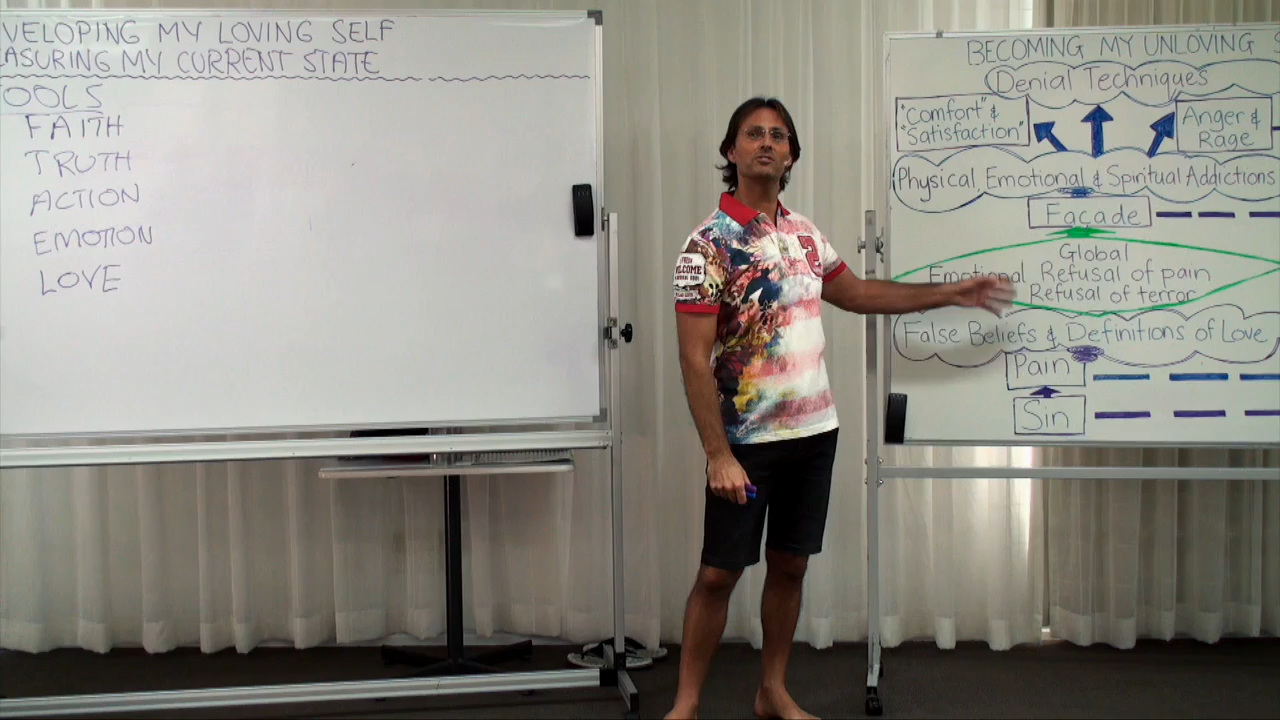 VELOPING MY LOVING SELF
ASURING MY CURRENT STATE
OOLS
FAITH
TRUTH
ACTION
EMOTION
LOVE
BECOMING MY UNLOVING S
Denial Techniques
"Comfort" &
"Satisfaction"
Anger &
Rage
Physical, Emotional & Spiritual Addictions
Façade
Global
Emotional Refusal of pain
Refusal of terror
False Beliefs & Definitions of Love
Pain
Sin
2